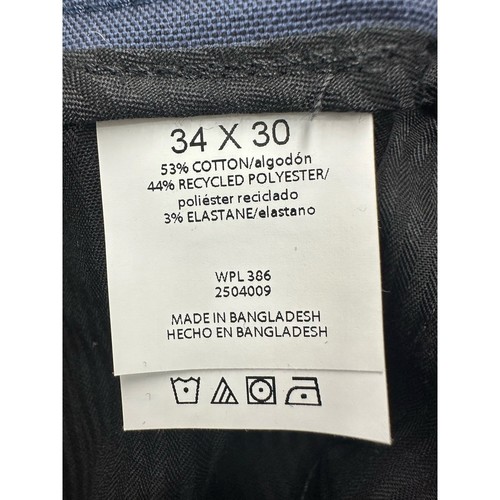 34 X 30
53% COTTON/algodón
44% RECYCLED POLYESTER/
poliéster reciclado
3% ELASTANE/elastano
WPL 386
2504009
MADE IN BANGLADESH
HECHO EN BANGLADESH